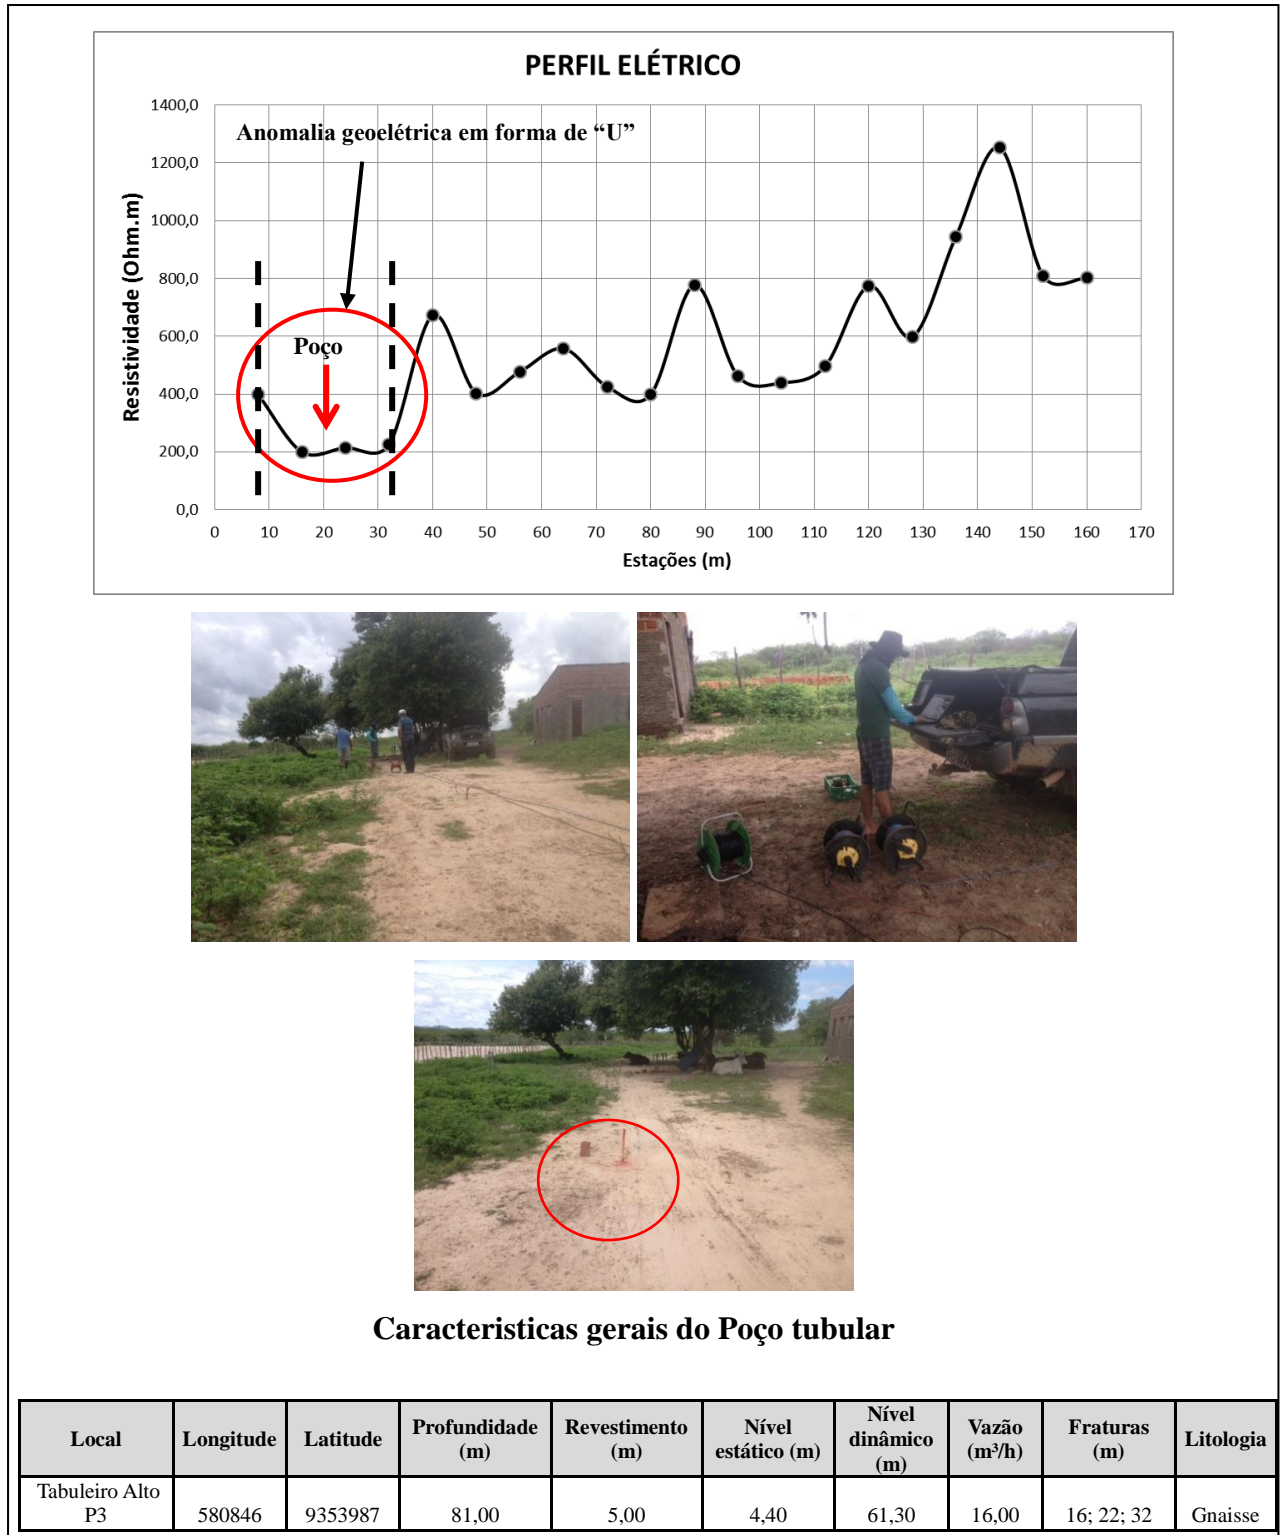 PERFIL ELÉTRICO
Anomalia geoelétrica em forma de “U”
Poço
Resistividade (Ohm.m)
1400,0
1200,0
1000,0
800,0
600,0
400,0
200,0
0,0
0 10 20 30 40 50 60 70 80 90 100 110 120 130 140 150 160 170
Estações (m)
Caracteristicas gerais do Poço tubular
Local Longitude Latitude Profundidade (m) Revestimento (m) Nível estático (m) Nível dinâmico (m) Vazão (m³/h) Fraturas (m) Litologia
Tabuleiro Alto P3 580846 9353987 81,00 5,00 4,40 61,30 16,00 16; 22; 32 Gnaisse